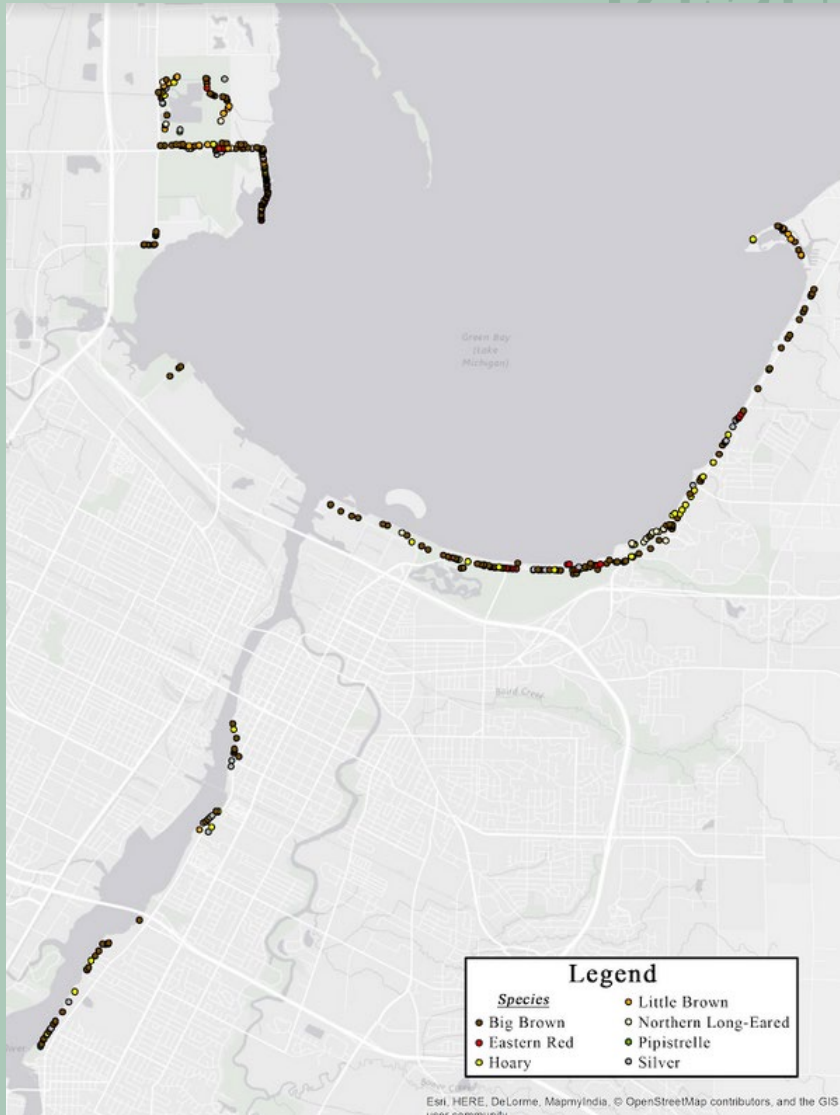 Green Bay
(Lake
Michigan)
Baird Creek
Legend
Species
Big Brown
Eastern Red
Hoary
Little Brown
Northern Long-Eared
Pipistrelle
Silver
Esri, HERE, DeLorme, MapmyIndia, © OpenStreetMap contributors, and the GIS
user community